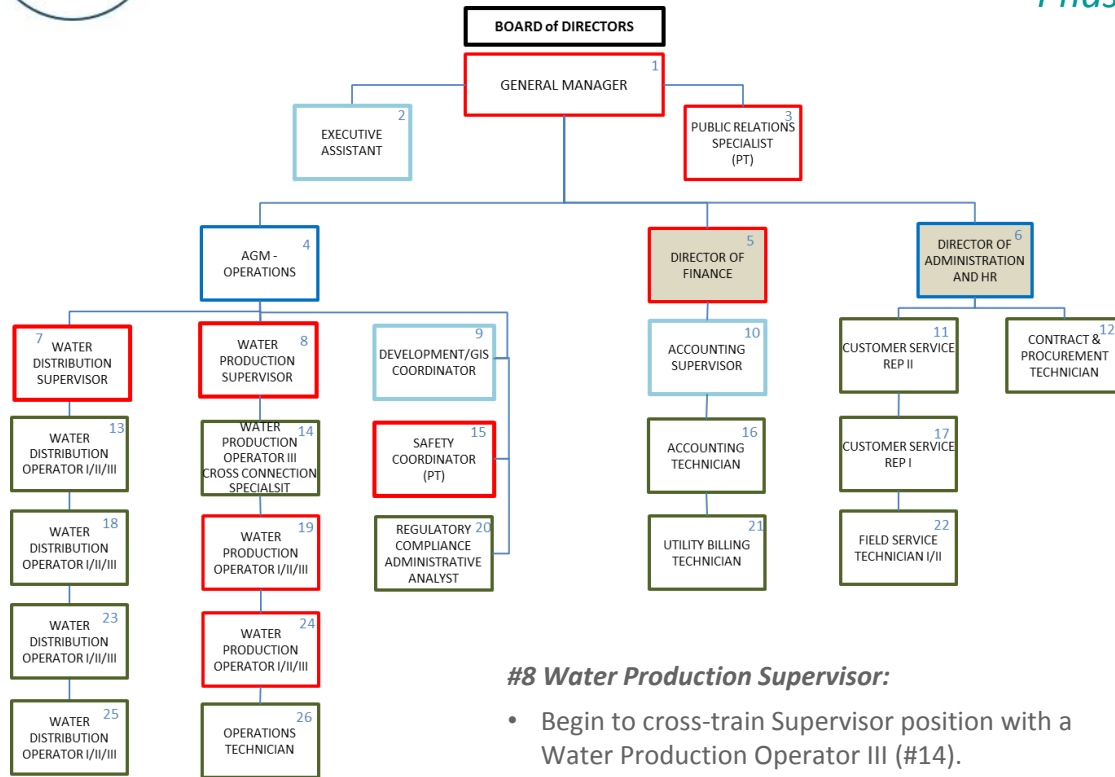 Phas
BOARD of DIRECTORS
1
GENERAL MANAGER
2
EXECUTIVE
ASSISTANT
3
PUBLIC RELATIONS
SPECIALIST
(PT)
4
AGM -
OPERATIONS
5
DIRECTOR OF
FINANCE
6
DIRECTOR OF
ADMINISTRATION
AND HR
7
WATER
DISTRIBUTION
SUPERVISOR
8
WATER
PRODUCTION
SUPERVISOR
9
DEVELOPMENT/GIS
COORDINATOR
10
ACCOUNTING
SUPERVISOR
11
CUSTOMER SERVICE
REP II
12
CONTRACT &
PROCUREMENT
TECHNICIAN
13
WATER
DISTRIBUTION
OPERATOR I/II/III
14
WATER
PRODUCTION
OPERATOR III
CROSS CONNECTION
SPECIALSIT
15
SAFETY
COORDINATOR
(PT)
16
ACCOUNTING
TECHNICIAN
17
CUSTOMER SERVICE
REP I
18
WATER
DISTRIBUTION
OPERATOR I/II/III
19
WATER
PRODUCTION
OPERATOR I/II/III
20
REGULATORY
COMPLIANCE
ADMINISTRATIVE
ANALYST
21
UTILITY BILLING
TECHNICIAN
22
FIELD SERVICE
TECHNICIAN I/II
23
WATER
DISTRIBUTION
OPERATOR I/II/III
24
WATER
PRODUCTION
OPERATOR I/II/III
25
WATER
DISTRIBUTION
OPERATOR I/II/III
26
OPERATIONS
TECHNICIAN
#8 Water Production Supervisor:
• Begin to cross-train Supervisor position with a
Water Production Operator III (#14).